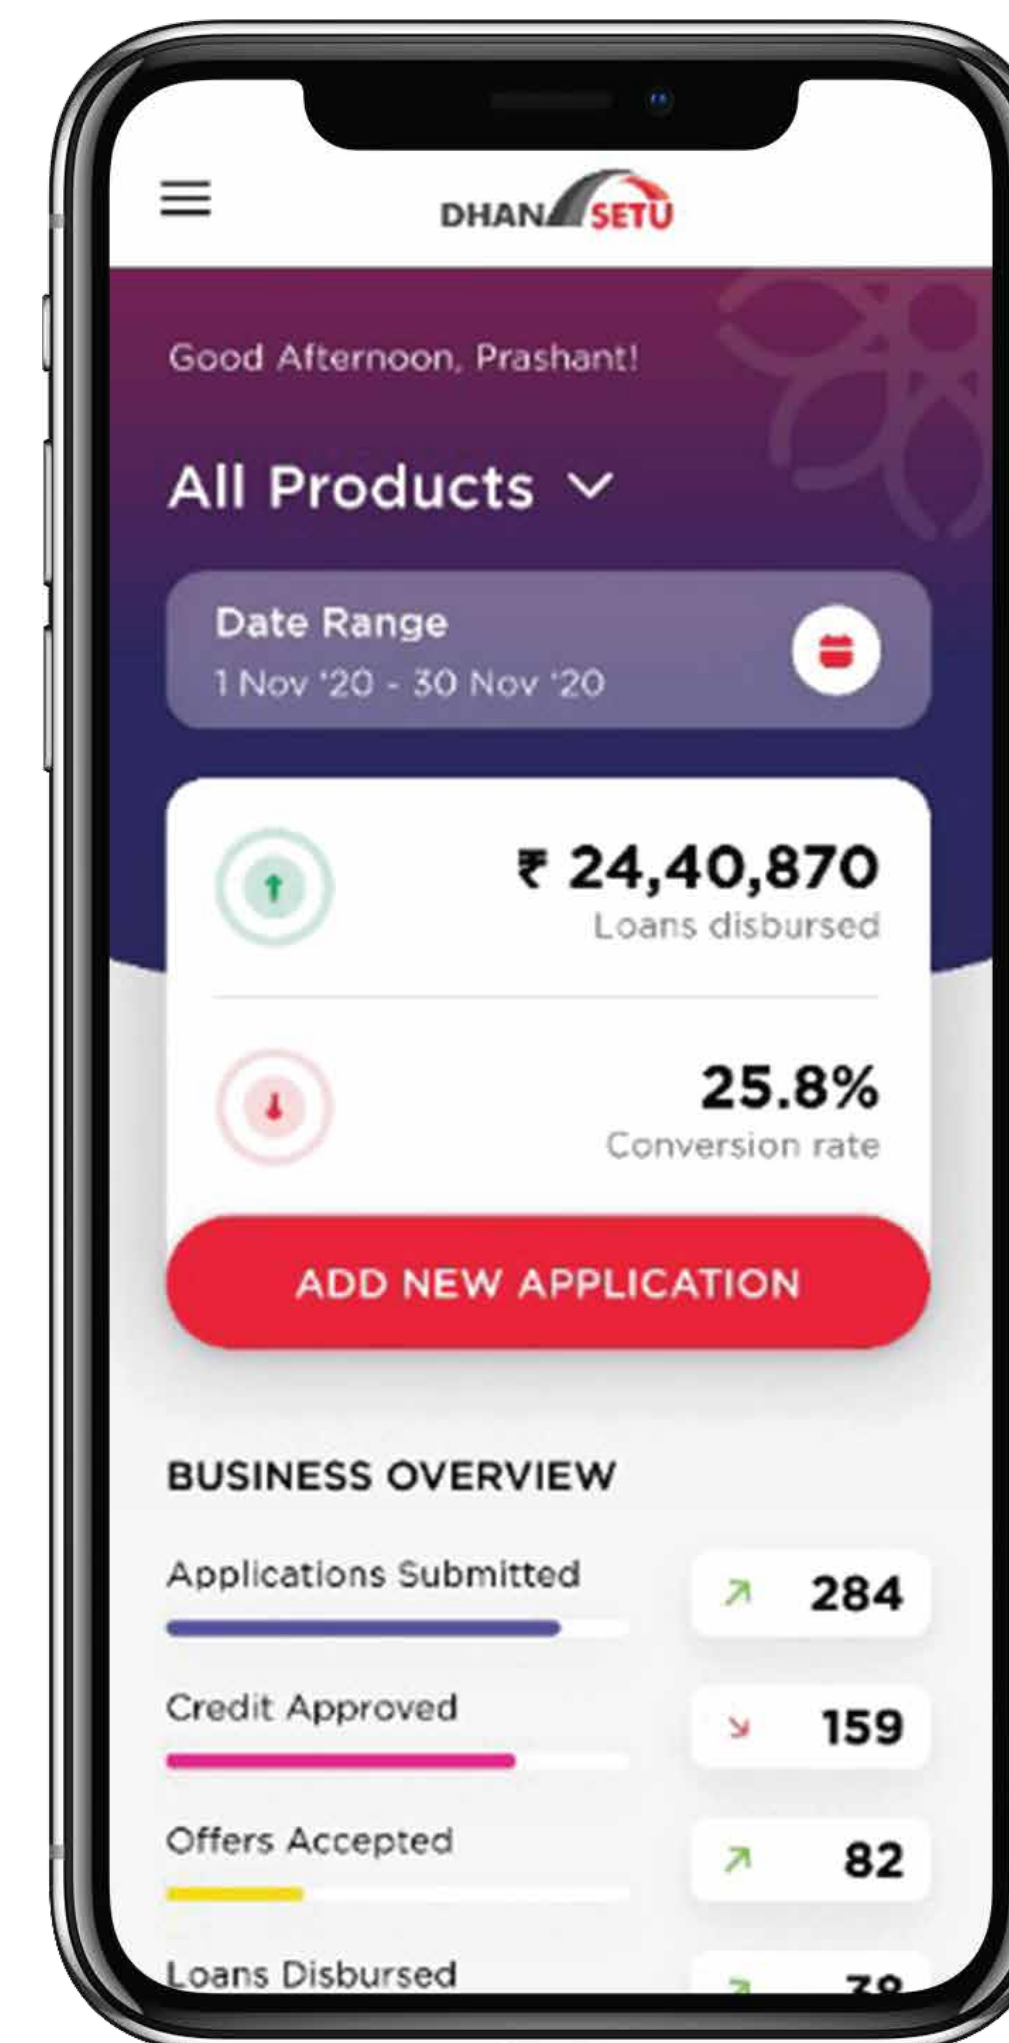 DHAN SETU
Good Afternoon, Prashant!
All Products
Date Range
1 Nov '20 - 30 Nov '20
₹ 24,40,870
Loans disbursed
25.8%
Conversion rate
ADD NEW APPLICATION
BUSINESS OVERVIEW
Applications Submitted
284
Credit Approved
159
Offers Accepted
82
Loans Disbursed